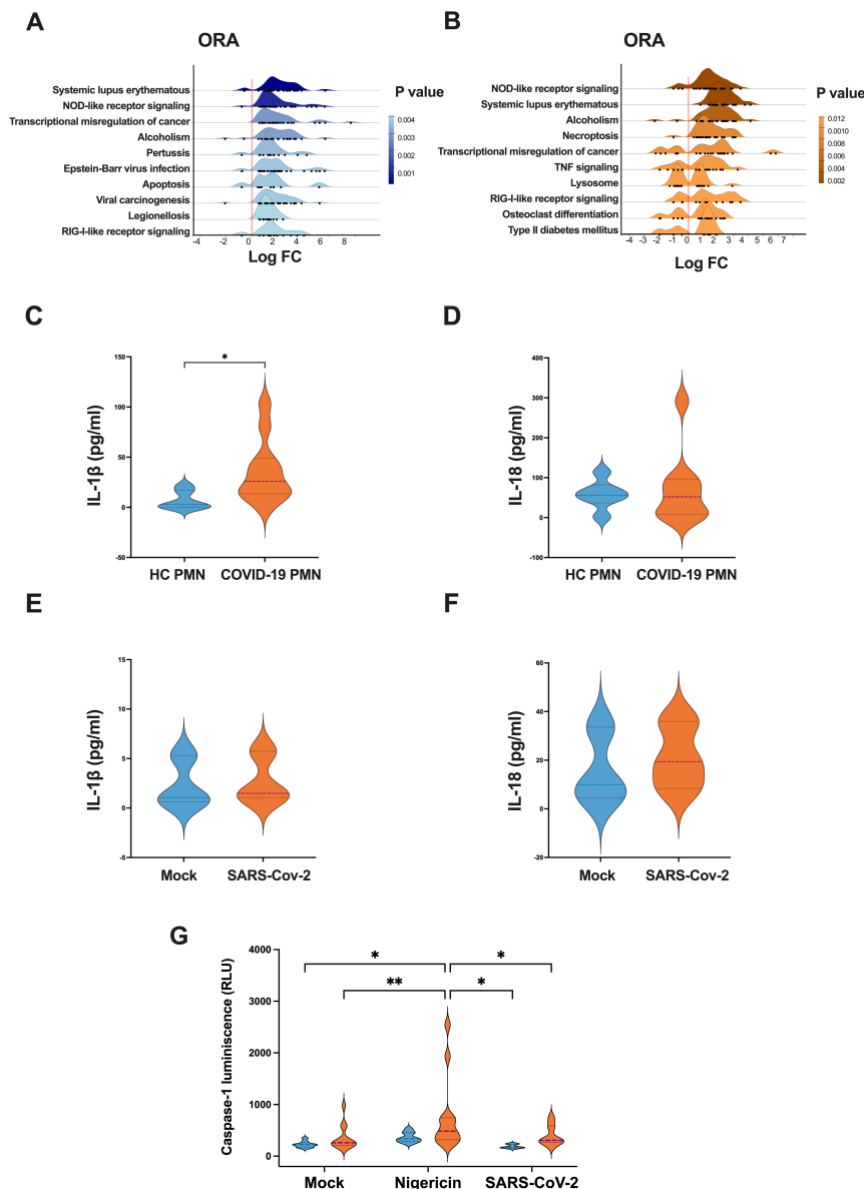 A
ORA
Systemic lupus erythematous
NOD-like receptor signaling
Transcriptional misregulation of cancer
Alcoholism
Pertussis
Epstein-Barr virus infection
Apoptosis
Viral carcinogenesis
Legionellosis
RIG-I-like receptor signaling
-4 -2 0 2 4 6 8
Log FC
P value
0.004
0.003
0.002
0.001
B
ORA
NOD-like receptor signaling
Systemic lupus erythematous
Alcoholism
Necroptosis
Transcriptional misregulation of cancer
TNF signaling
Lysosome
RIG-I-like receptor signaling
Osteoclast differentiation
Type II diabetes mellitus
-4 -3 -2 -1 0 1 2 3 4 5 6 7
Log FC
P value
0.012
0.0010
0.008
0.006
0.004
0.002
C
IL-1β (pg/ml)
150
100
50
0
-50
*
HC PMN COVID-19 PMN
D
IL-18 (pg/ml)
400
300
200
100
0
-100
HC PMN COVID-19 PMN
E
IL-1β (pg/ml)
15
10
5
0
-5
Mock SARS-Cov-2
F
IL-18 (pg/ml)
60
40
20
0
-20
Mock SARS-Cov-2
G
Caspase-1 luminiscence (RLU)
4000
3000
2000
1000
0
* *
** *
Mock Nigericin SARS-CoV-2